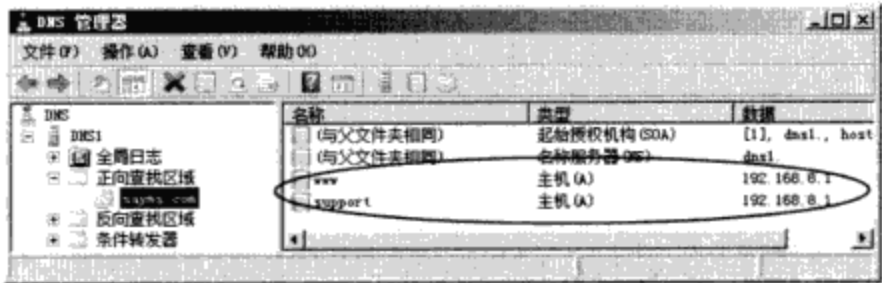 DNS 管理器
文件(F) 操作(A) 查看(V) 帮助(H)
DNS
DNS1
全局日志
正向查找区域
反向查找区域
条件转发器
名称 类型 数据
(与父文件夹相同) 起始授权机构(SOA) [1], dns1., host
(与父文件夹相同) 名称服务器(NS) dns1.
www 主机(A) 192.168.8.1
support 主机(A) 192.168.8.1